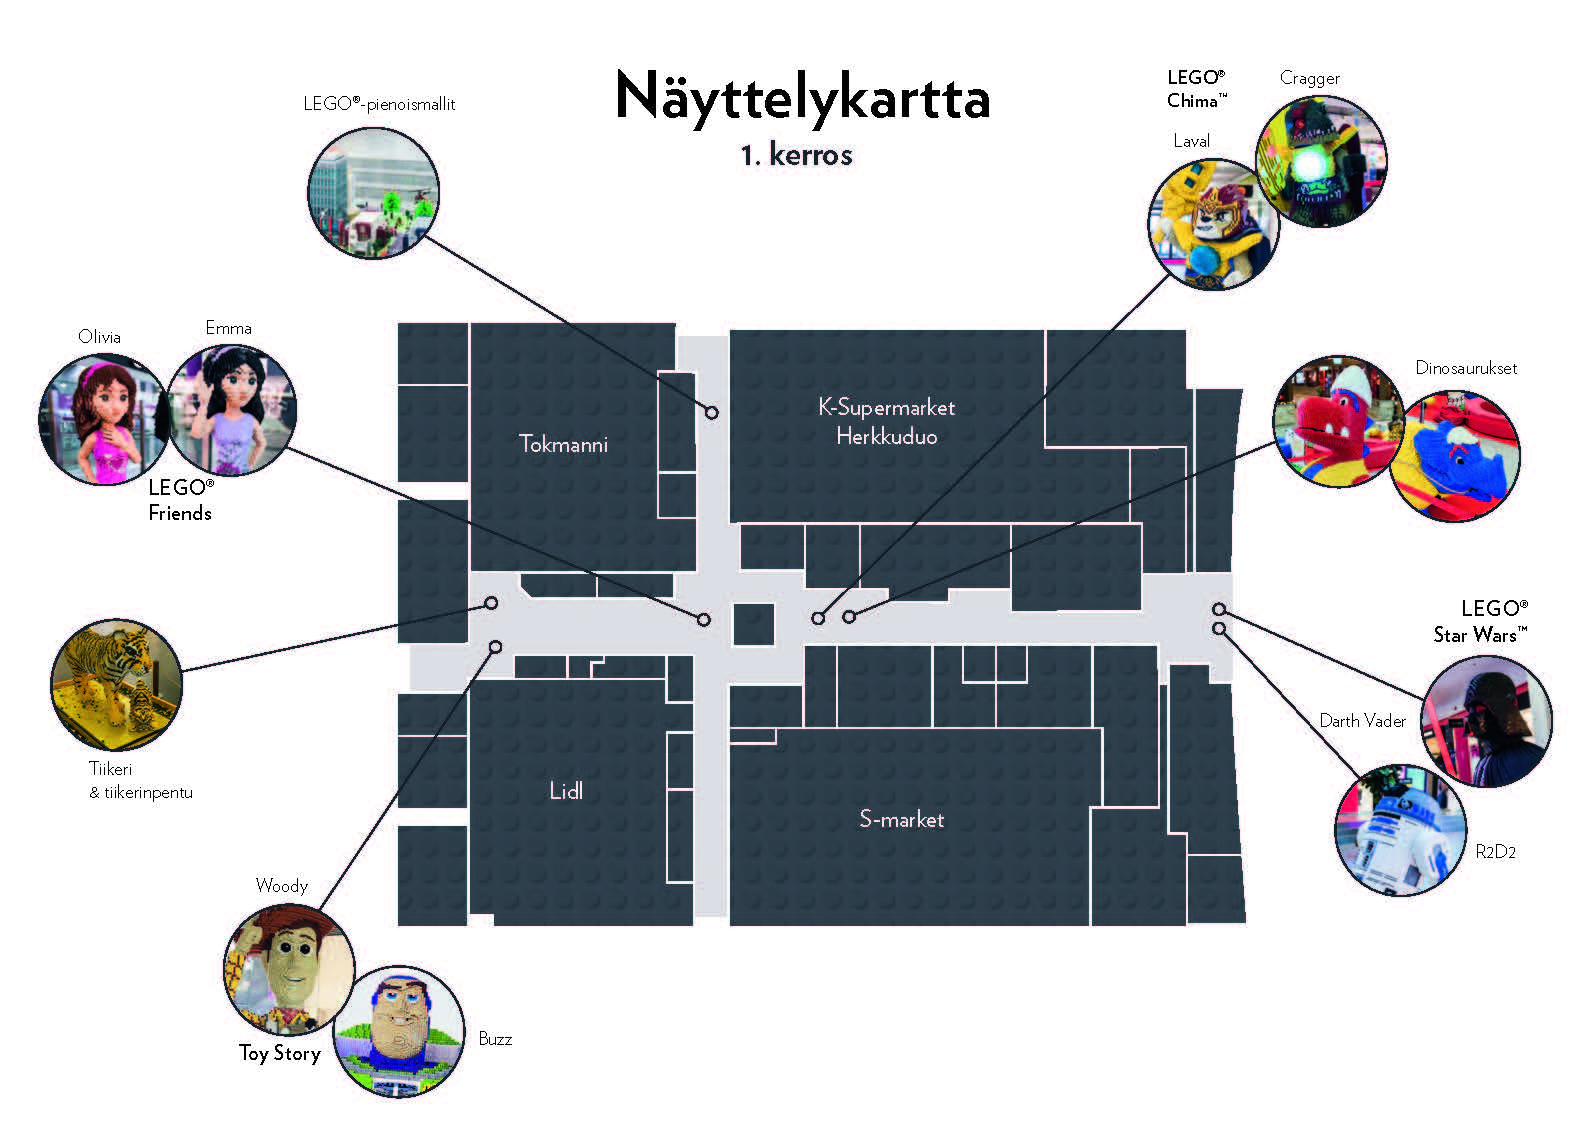 Näyttelykartta
1. kerros
LEGO®-pienoismallit
LEGO®
Chima™
Cragger
Laval
Olivia
Emma
LEGO®
Friends
Dinosaurukset
Tokmanni
K-Supermarket
Herkkuduo
LEGO®
Star Wars™
Darth Vader
R2D2
Tiikeri
& tiikerinpentu
Lidl
S-market
Woody
Toy Story
Buzz